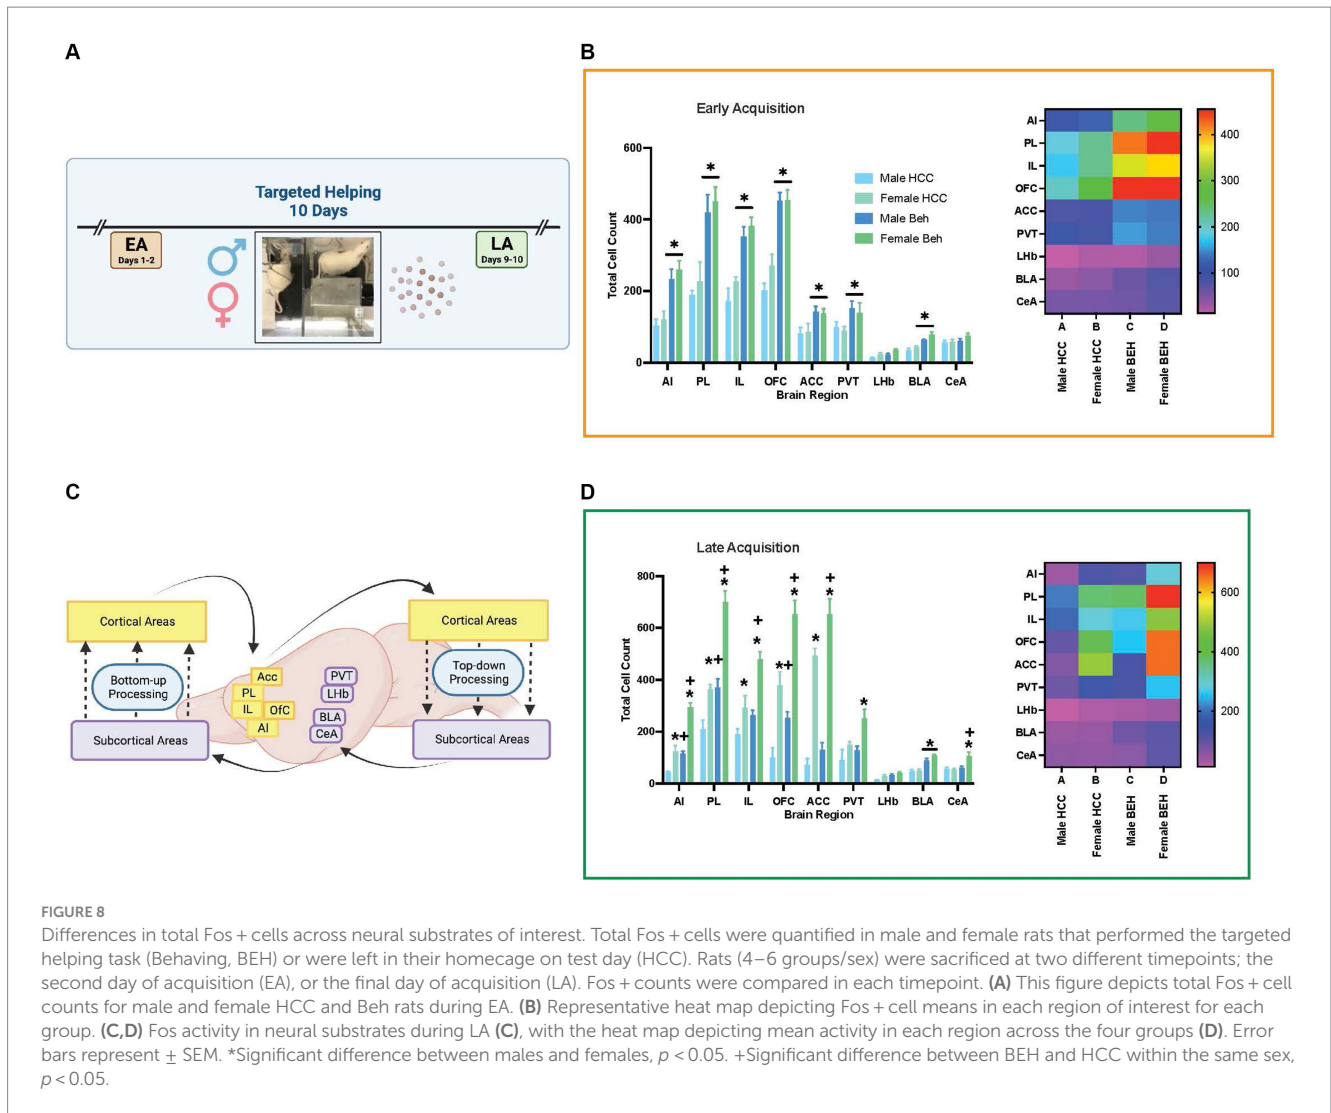 A
Targeted Helping
10 Days
EA
Days 1-2
LA
Days 9-10
B
Early Acquisition
Total Cell Count
600
400
200
0
*
*
*
*
*
*
*
AI
PL
IL
OFC
ACC
PVT
LHb
BLA
CeA
Brain Region
Male HCC
Female HCC
Male Beh
Female Beh
AI
PL
IL
OFC
ACC
PVT
LHb
BLA
CeA
A
B
C
D
Male HCC
Female HCC
Male BEH
Female BEH
400
300
200
100
C
Cortical Areas
Bottom-up
Processing
Subcortical Areas
Acc
PL
IL
OfC
AI
PVT
LHb
BLA
CeA
Cortical Areas
Top-down
Processing
Subcortical Areas
D
Late Acquisition
Total Cell Count
800
600
400
200
0
*+
+
*
*+
+
*
*
+
*
*+
+
*
*
+
*
*
*
+
*
AI
PL
IL
OFC
ACC
PVT
LHb
BLA
CeA
Brain Region
AI
PL
IL
OFC
ACC
PVT
LHb
BLA
CeA
A
B
C
D
Male HCC
Female HCC
Male BEH
Female BEH
600
400
200
FIGURE 8
Differences in total Fos + cells across neural substrates of interest. Total Fos + cells were quantified in male and female rats that performed the targeted
helping task (Behaving, BEH) or were left in their homecage on test day (HCC). Rats (4–6 groups/sex) were sacrificed at two different timepoints; the
second day of acquisition (EA), or the final day of acquisition (LA). Fos + counts were compared in each timepoint. (A) This figure depicts total Fos + cell
counts for male and female HCC and Beh rats during EA. (B) Representative heat map depicting Fos + cell means in each region of interest for each
group. (C,D) Fos activity in neural substrates during LA (C), with the heat map depicting mean activity in each region across the four groups (D). Error
bars represent ± SEM. *Significant difference between males and females, p < 0.05. +Significant difference between BEH and HCC within the same sex,
p < 0.05.